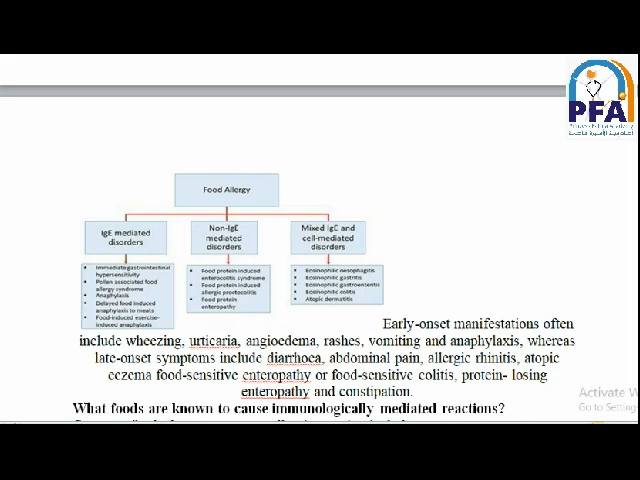 PFA
Food Allergy
IgE mediated
disorders
Non-IgE
mediated
disorders
Mixed IgE and
cell-mediated
disorders
Immediate gastrointestinal
hypersensitivity
Pollen associated food
allergy syndrome
Anaphylaxis
Delayed food induced
anaphylaxis to meats
Food-induced exercise-
induced anaphylaxis
Food protein induced
enterocolitis syndrome
Food protein induced
allergic proctocolitis
Food protein
enteropathy
Eosinophilic oesophagitis
Eosinophilic gastritis
Eosinophilic gastroenteritis
Eosinophilic colitis
Atopic dermatitis
Early-onset manifestations often
include wheezing, urticaria, angioedema, rashes, vomiting and anaphylaxis, whereas
late-onset symptoms include diarrhoea, abdominal pain, allergic rhinitis, atopic
eczema food-sensitive enteropathy or food-sensitive colitis, protein- losing
enteropathy and constipation.
What foods are known to cause immunologically mediated reactions?
Activate W
Go to Setting